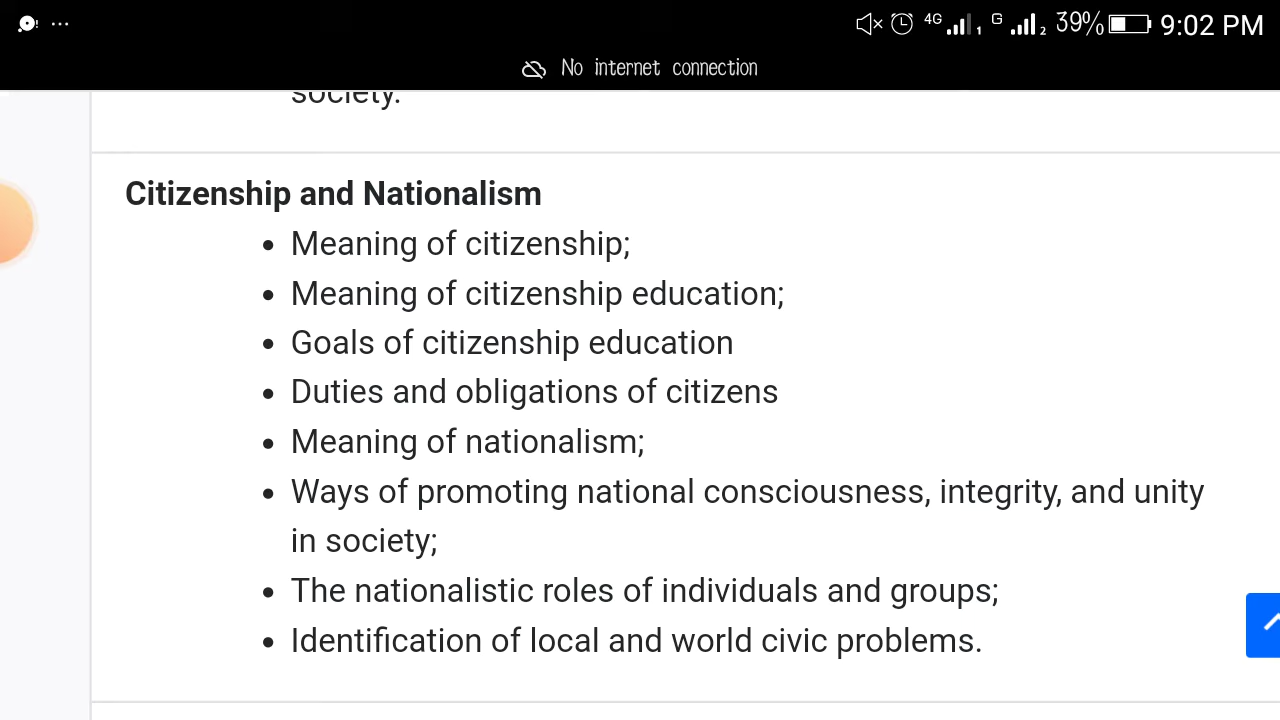 4G 1 G 2 39% 9:02 PM
No internet connection
society.
Citizenship and Nationalism
• Meaning of citizenship;
• Meaning of citizenship education;
• Goals of citizenship education
• Duties and obligations of citizens
• Meaning of nationalism;
• Ways of promoting national consciousness, integrity, and unity
in society;
• The nationalistic roles of individuals and groups;
• Identification of local and world civic problems.